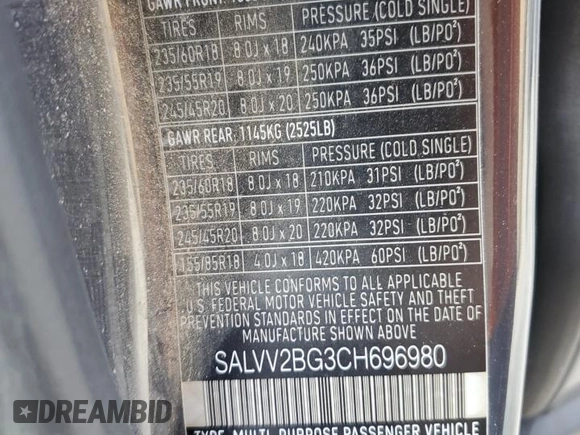 GAWR FRONT
TIRES RIMS PRESSURE (COLD SINGLE)
235/60R18 8.0J x 18 240KPA 35PSI (LB/PO²)
235/55R19 8.0J x 19 250KPA 36PSI (LB/PO²)
245/45R20 8.0J x 20 250KPA 36PSI (LB/PO²)
GAWR REAR 1145KG (2525LB)
TIRES RIMS PRESSURE (COLD SINGLE)
235/60R18 8.0J x 18 210KPA 31PSI (LB/PO²)
235/55R19 8.0J x 19 220KPA 32PSI (LB/PO²)
245/45R20 8.0J x 20 220KPA 32PSI (LB/PO²)
155/85R18 4.0J x 18 420KPA 60PSI (LB/PO²)
THIS VEHICLE CONFORMS TO ALL APPLICABLE
U.S. FEDERAL MOTOR VEHICLE SAFETY AND THEFT
PREVENTION STANDARDS IN EFFECT ON THE DATE OF
MANUFACTURE SHOWN ABOVE
SALVV2BG3CH696980
TYPE: MULTI-PURPOSE PASSENGER VEHICLE
DREAMBID